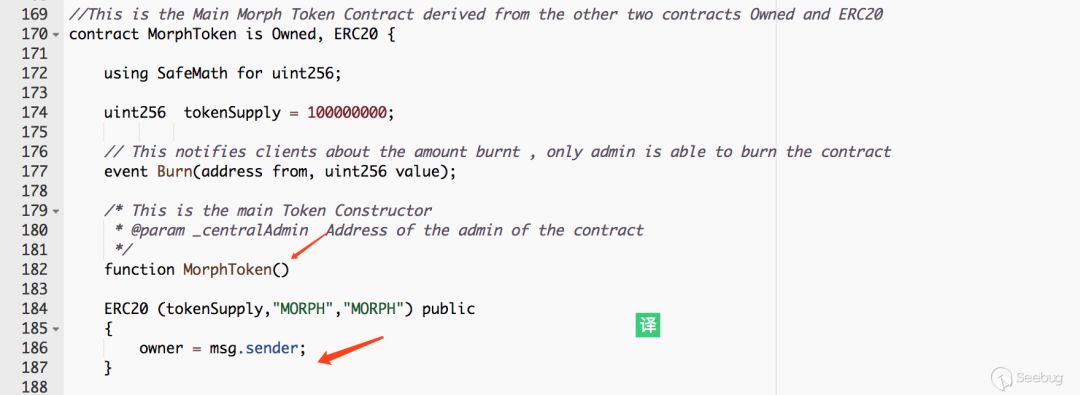 169 //This is the Main Morph Token Contract derived from the other two contracts Owned and ERC20
170 contract MorphToken is Owned, ERC20 {
171
172 using SafeMath for uint256;
173
174 uint256  tokenSupply = 100000000;
175
176 // This notifies clients about the amount burnt , only admin is able to burn the contract
177 event Burn(address from, uint256 value);
178
179 /* This is the main Token Constructor
180 * @param _centralAdmin  Address of the admin of the contract
181 */
182 function MorphToken()
183
184 ERC20 (tokenSupply,"MORPH","MORPH") public
185 {
186 owner = msg.sender;
187 }
188
译
Seebug